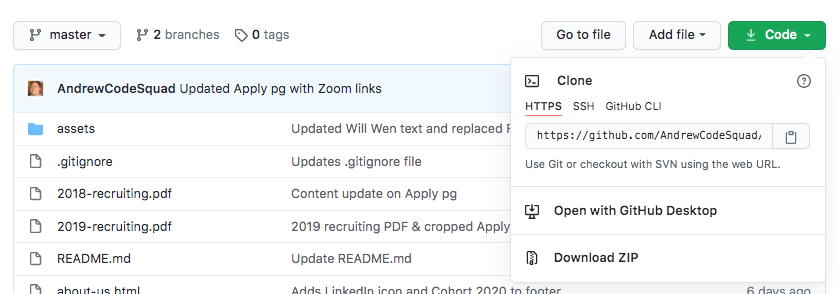 master 2 branches 0 tags Go to file Add file Code
AndrewCodeSquad Updated Apply pg with Zoom links
Clone
HTTPS SSH GitHub CLI
https://github.com/AndrewCodeSquad/
Use Git or checkout with SVN using the web URL.
Open with GitHub Desktop
Download ZIP
assets Updated Will Wen text and replaced
.gitignore Updates .gitignore file
2018-recruiting.pdf Content update on Apply pg
2019-recruiting.pdf 2019 recruiting PDF & cropped Apply
README.md Update README.md
about-us.html Adds LinkedIn icon and Cohort 2020 to footer 6 days ago